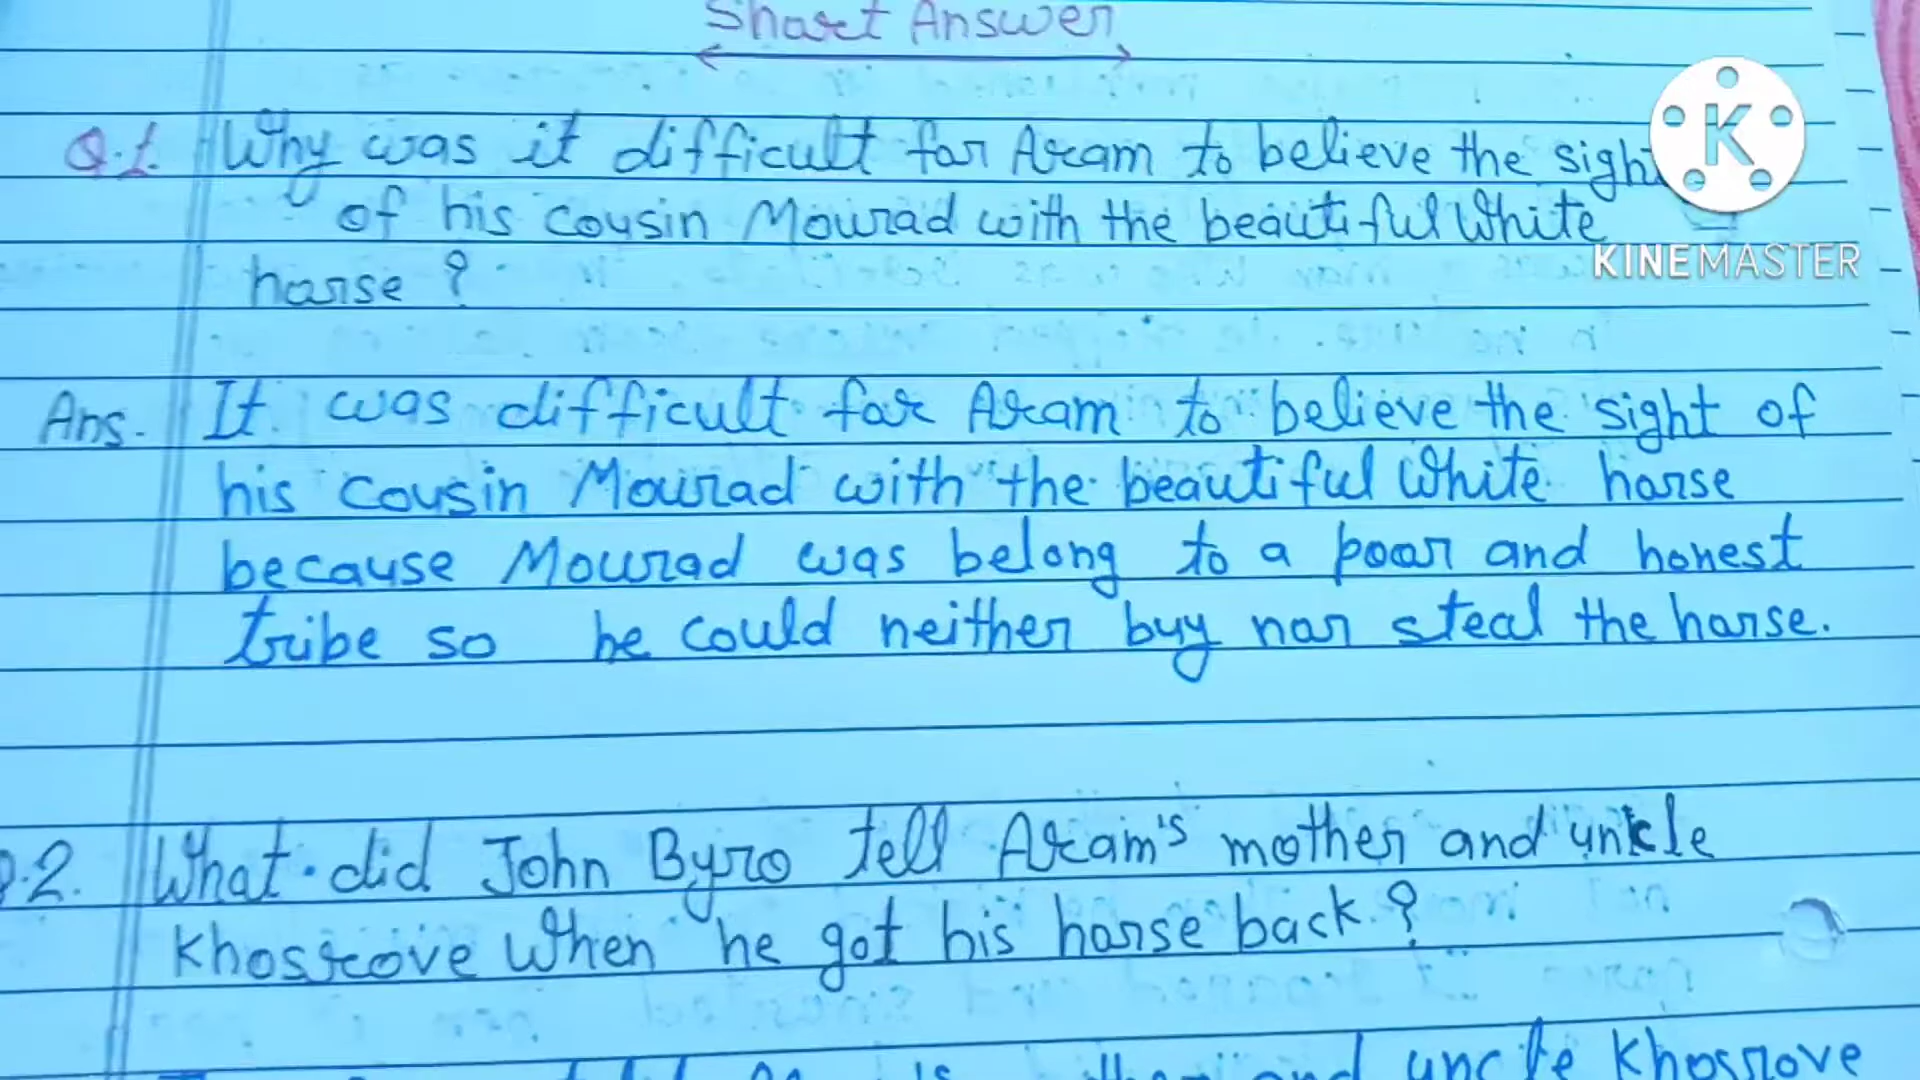 Short Answer
Q.1. Why was it difficult for Aram to believe the sight
of his cousin Mourad with the beautiful White
horse ?
Ans. It was difficult for Aram to believe the sight of
his cousin Mourad with the beautiful White horse
because Mourad was belong to a poor and honest
tribe so he could neither buy nor steal the horse.
Q.2. What did John Byro tell Aram's mother and unkle
Khosrove When he got his horse back ?
and uncle Khosrove
KINEMASTER